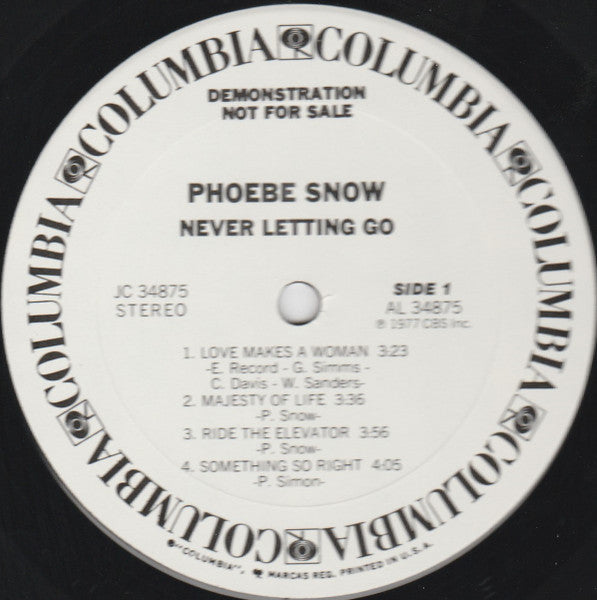 COLUMBIA COLUMBIA COLUMBIA COLUMBIA COLUMBIA COLUMBIA
DEMONSTRATION
NOT FOR SALE
PHOEBE SNOW
NEVER LETTING GO
JC 34875
STEREO
SIDE 1
AL 34875
℗ 1977 CBS Inc.
1. LOVE MAKES A WOMAN 3:23
-E. Record - G. Simms -
C. Davis - W. Sanders-
2. MAJESTY OF LIFE 3:36
-P. Snow-
3. RIDE THE ELEVATOR 3:56
-P. Snow-
4. SOMETHING SO RIGHT 4:05
-P. Simon-
"COLUMBIA", MARCAS REG. PRINTED IN U.S.A.